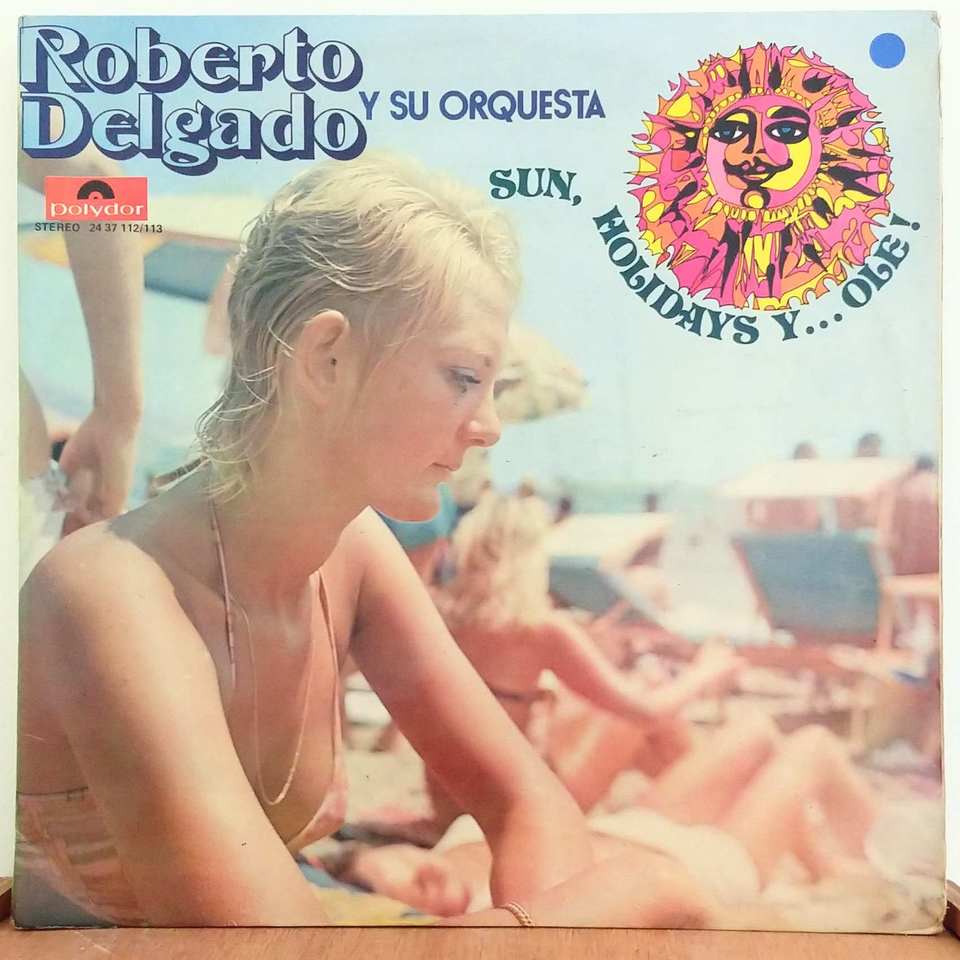 Roberto
Delgado
Y SU ORQUESTA
SUN,
HOLIDAYS Y...OLE!
polydor
STEREO 24 37 112/113